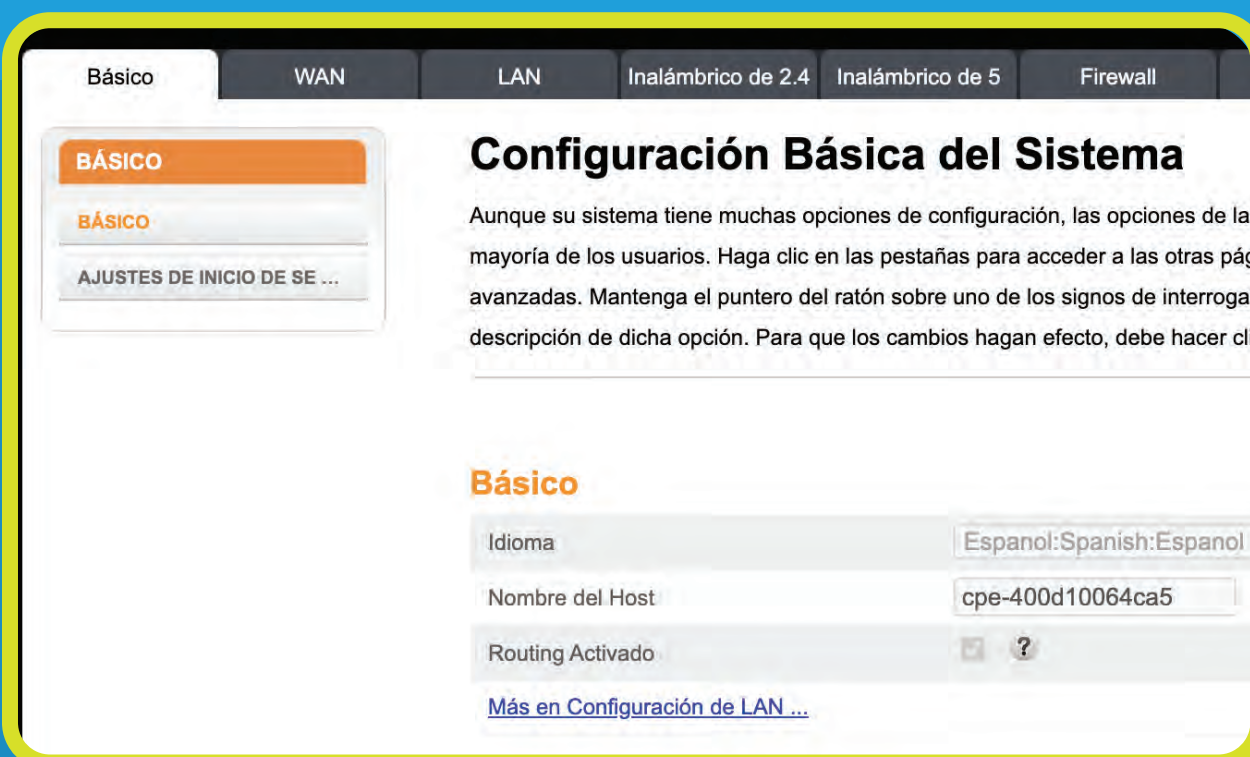 Básico
WAN
LAN
Inalámbrico de 2.4
Inalámbrico de 5
Firewall
BÁSICO
BÁSICO
AJUSTES DE INICIO DE SE ...
Configuración Básica del Sistema
Aunque su sistema tiene muchas opciones de configuración, las opciones de la
mayoría de los usuarios. Haga clic en las pestañas para acceder a las otras pág
avanzadas. Mantenga el puntero del ratón sobre uno de los signos de interroga
descripción de dicha opción. Para que los cambios hagan efecto, debe hacer cl
Básico
Idioma
Espanol:Spanish:Espanol
Nombre del Host
cpe-400d10064ca5
Routing Activado
?
Más en Configuración de LAN ...